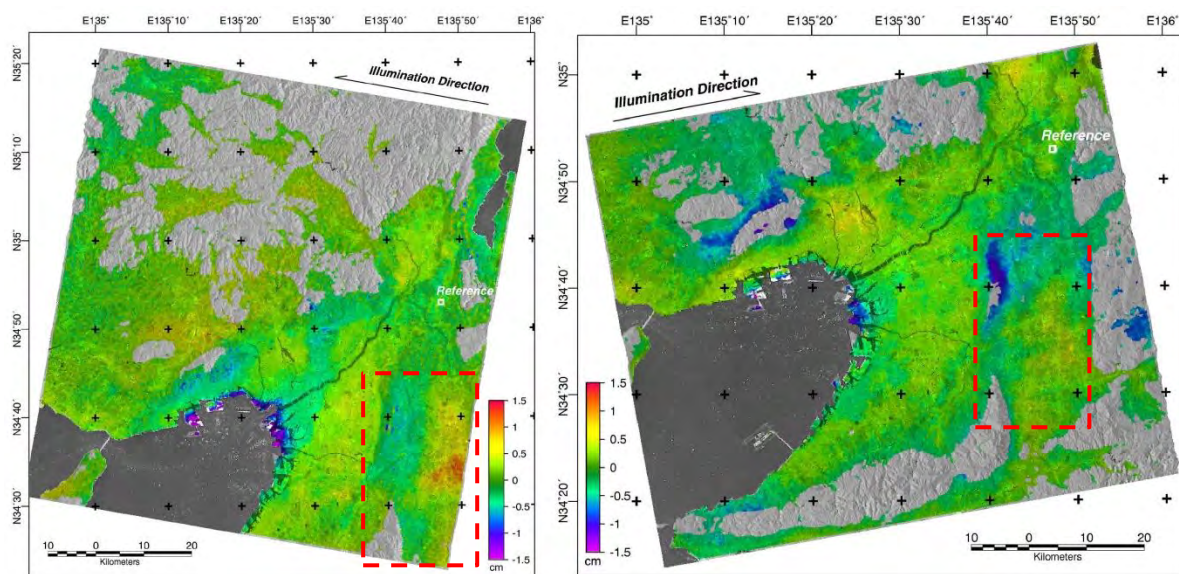 E135° E135°10´ E135°20´ E135°30´ E135°40´ E135°50´ E136°
N35°20´
N35°10´
N35°
N34°50´
N34°40´
N34°30´
Illumination Direction
Reference
1.5
1
0.5
0
-0.5
-1
-1.5
cm
10 0 10 20
Kilometers
E135° E135°10´ E135°20´ E135°30´ E135°40´ E135°50´ E136°
N35°
N34°50´
N34°40´
N34°30´
N34°20´
Illumination Direction
Reference
1.5
1
0.5
0
-0.5
-1
-1.5
cm
10 0 10 20
Kilometers